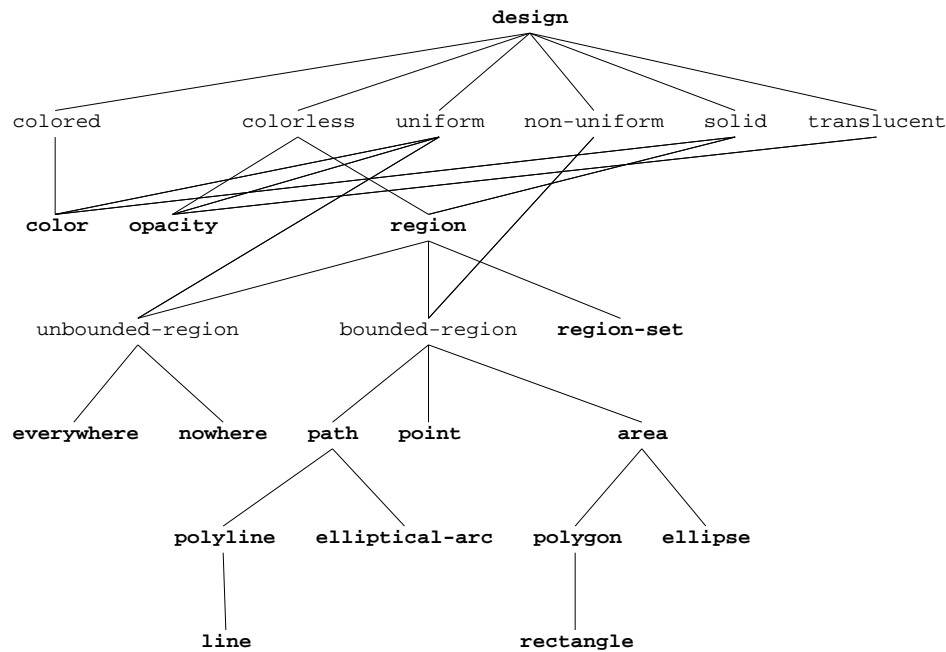 design
colored colorless uniform non-uniform solid translucent
color opacity region
unbounded-region bounded-region region-set
everywhere nowhere path point area
polyline elliptical-arc polygon ellipse
line rectangle